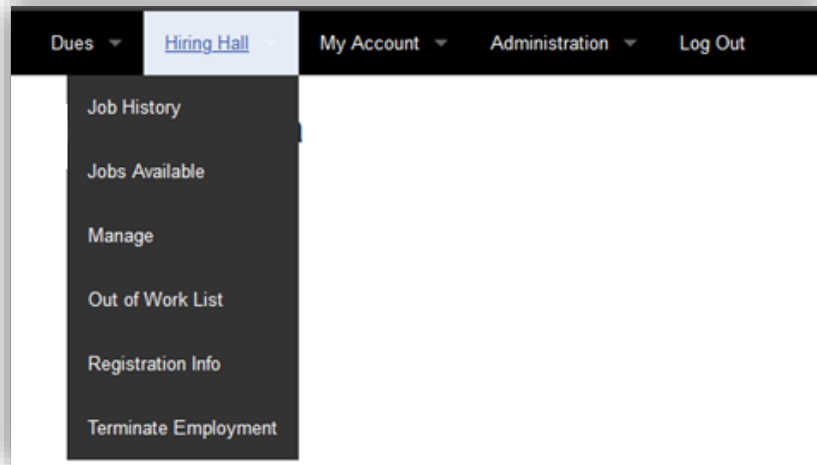 Dues Hiring Hall My Account Administration Log Out
Job History
Jobs Available
Manage
Out of Work List
Registration Info
Terminate Employment